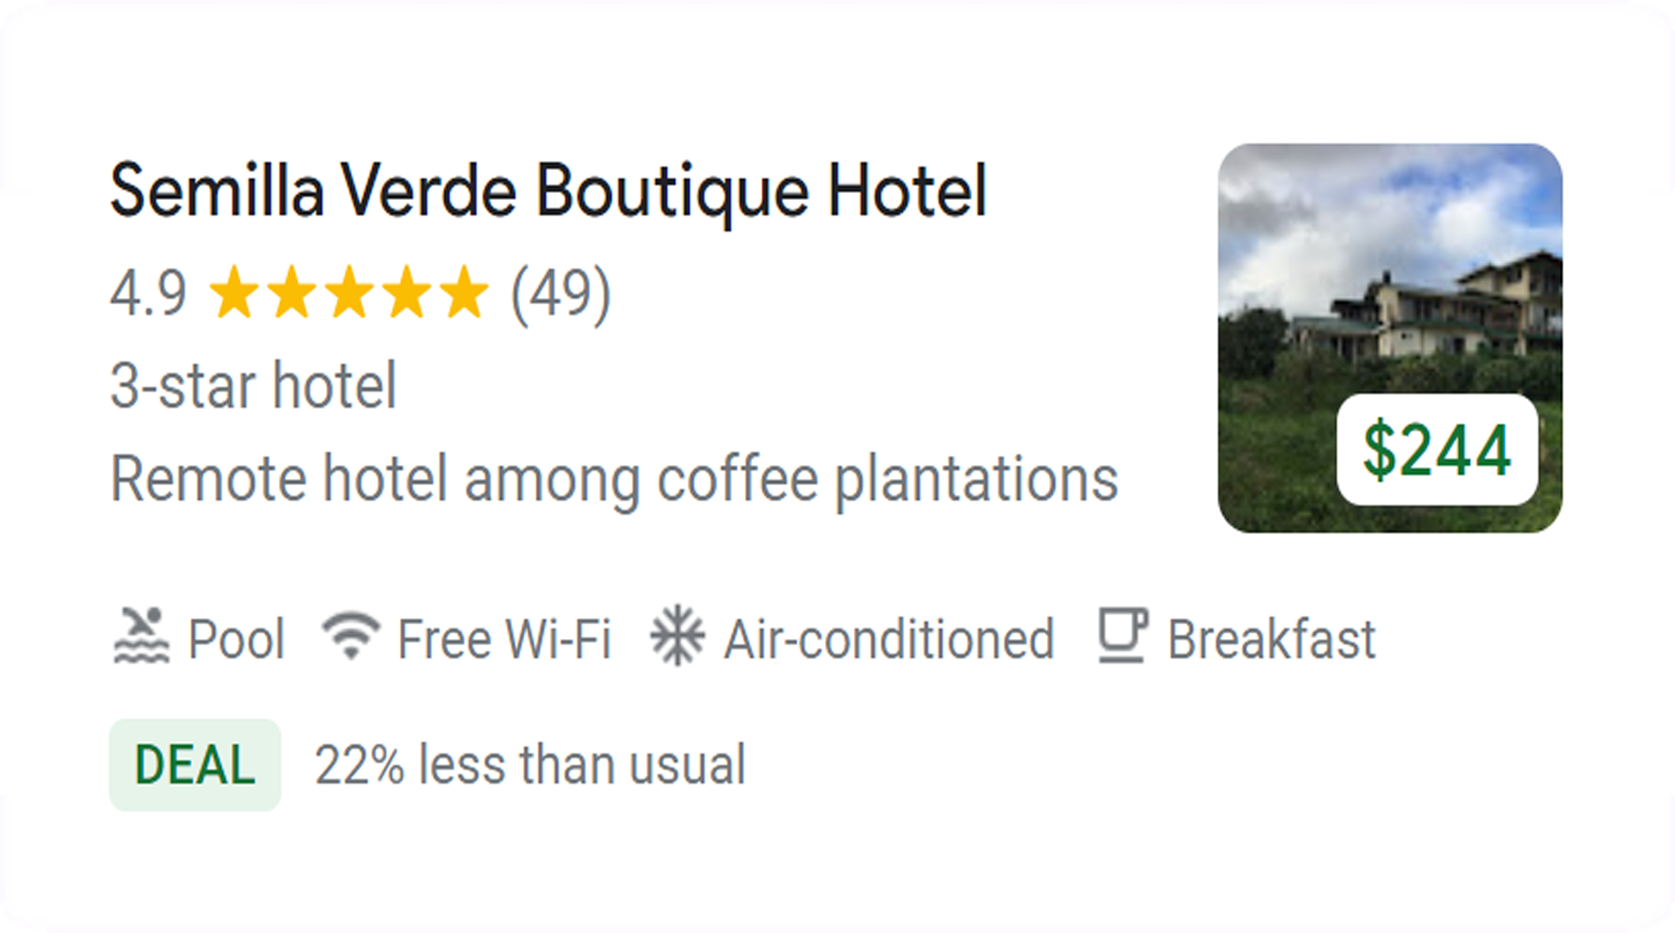 Semilla Verde Boutique Hotel
4.9 (49)
3-star hotel
Remote hotel among coffee plantations
$244
Pool Free Wi-Fi Air-conditioned Breakfast
DEAL 22% less than usual